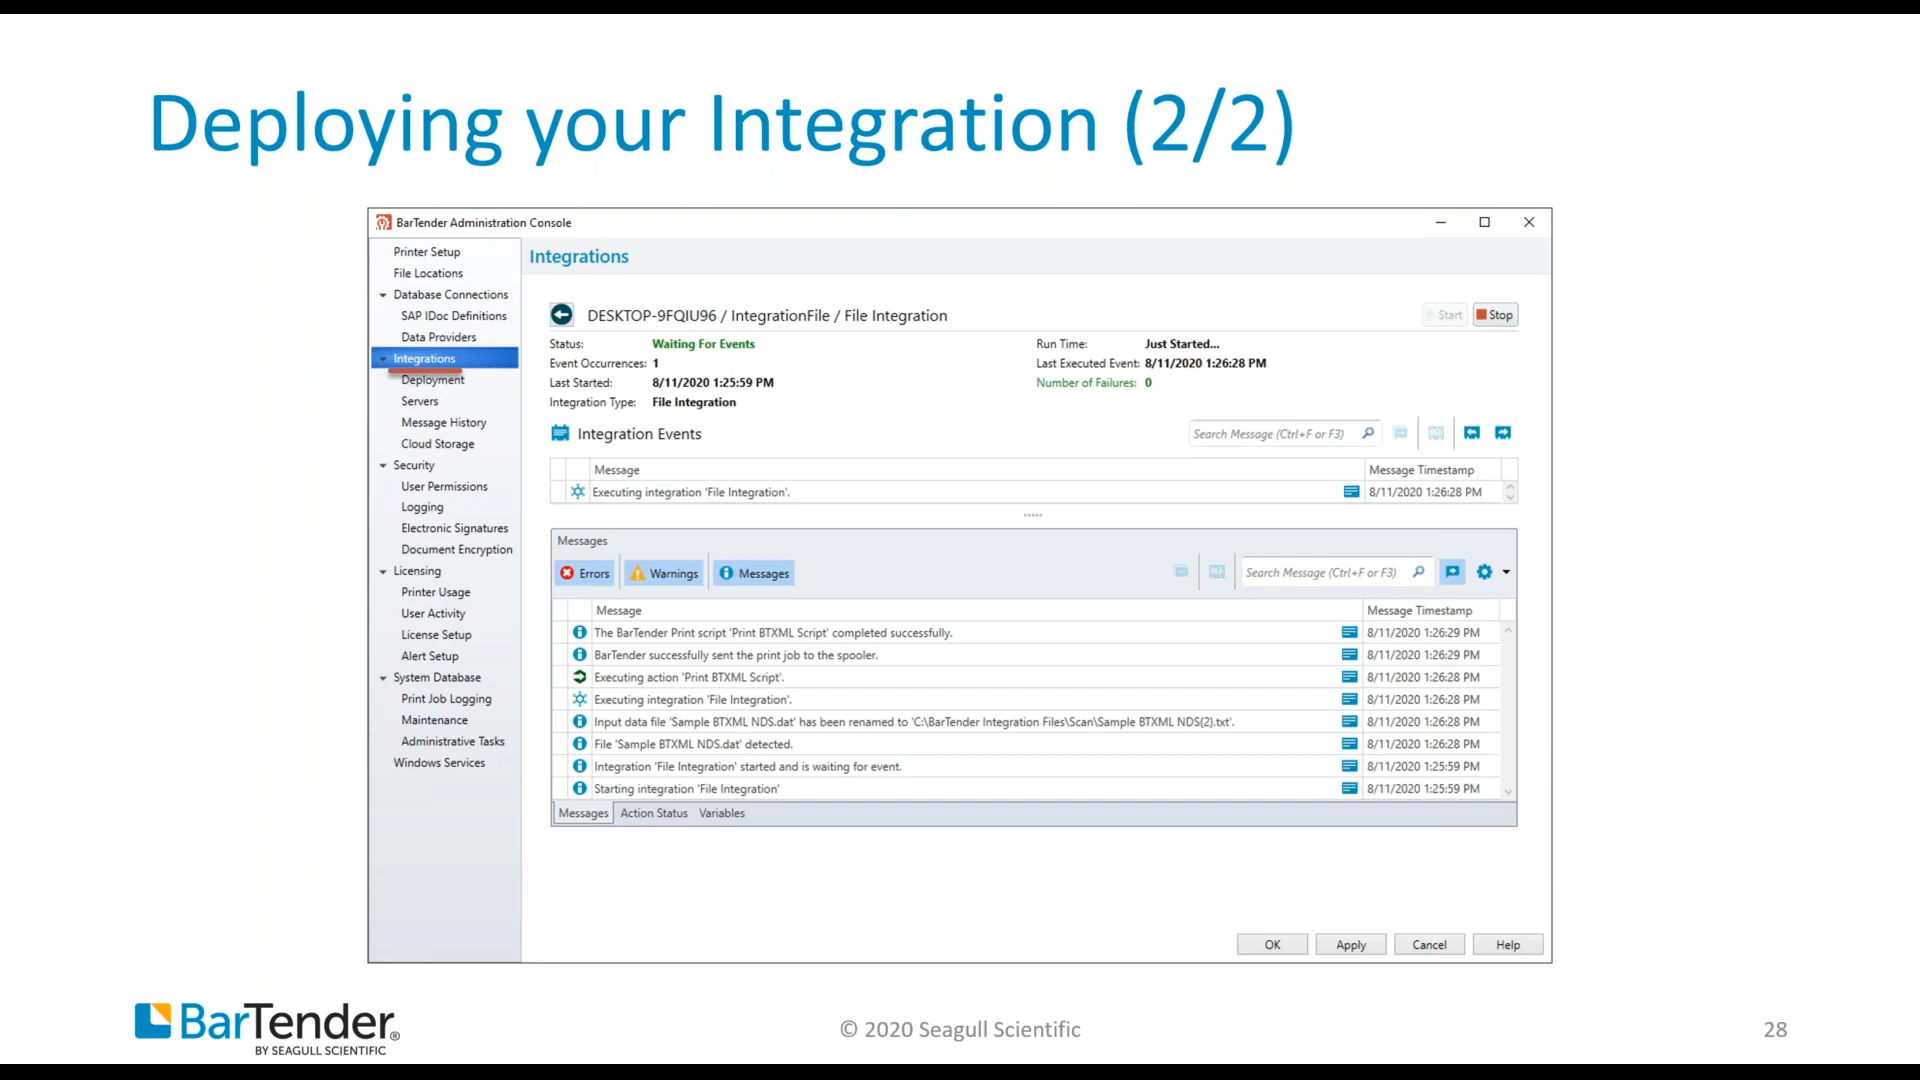 Deploying your Integration (2/2)
BarTender Administration Console
Printer Setup
File Locations
Database Connections
SAP IDoc Definitions
Data Providers
Integrations
Deployment
Servers
Message History
Cloud Storage
Security
User Permissions
Logging
Electronic Signatures
Document Encryption
Licensing
Printer Usage
User Activity
License Setup
Alert Setup
System Database
Print Job Logging
Maintenance
Administrative Tasks
Windows Services
Integrations
DESKTOP-9FQIU96 / IntegrationFile / File Integration
Start Stop
Status: Waiting For Events Run Time: Just Started...
Event Occurrences: 1 Last Executed Event: 8/11/2020 1:26:28 PM
Last Started: 8/11/2020 1:25:59 PM Number of Failures: 0
Integration Type: File Integration
Integration Events Search Message (Ctrl+F or F3)
Message Message Timestamp
Executing integration 'File Integration'. 8/11/2020 1:26:28 PM
Messages
Errors Warnings Messages Search Message (Ctrl+F or F3)
Message Message Timestamp
The BarTender Print script 'Print BTXML Script' completed successfully. 8/11/2020 1:26:29 PM
BarTender successfully sent the print job to the spooler. 8/11/2020 1:26:29 PM
Executing action 'Print BTXML Script'. 8/11/2020 1:26:28 PM
Executing integration 'File Integration'. 8/11/2020 1:26:28 PM
Input data file 'Sample BTXML NDS.dat' has been renamed to 'C:\BarTender Integration Files\Scan\Sample BTXML NDS(2).txt'. 8/11/2020 1:26:28 PM
File 'Sample BTXML NDS.dat' detected. 8/11/2020 1:26:28 PM
Integration 'File Integration' started and is waiting for event. 8/11/2020 1:25:59 PM
Starting integration 'File Integration' 8/11/2020 1:25:59 PM
Messages Action Status Variables
OK Apply Cancel Help
BarTender®
BY SEAGULL SCIENTIFIC
© 2020 Seagull Scientific
28